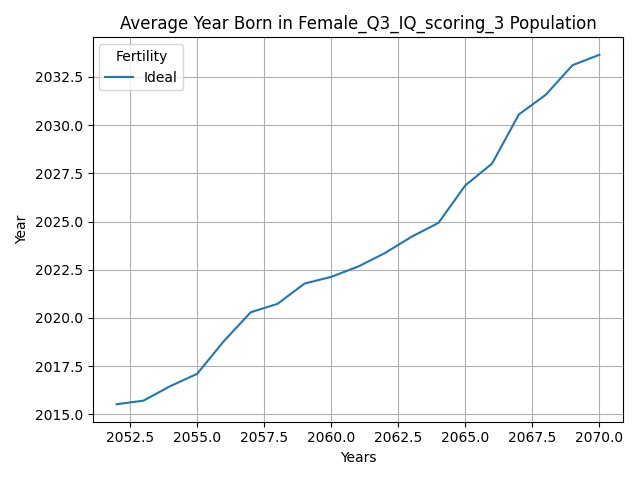 Average Year Born in Female_Q3_IQ_scoring_3 Population
Fertility
Ideal
2032.5
2030.0
2027.5
2025.0
2022.5
2020.0
2017.5
2015.0
Year
2052.5 2055.0 2057.5 2060.0 2062.5 2065.0 2067.5 2070.0
Years